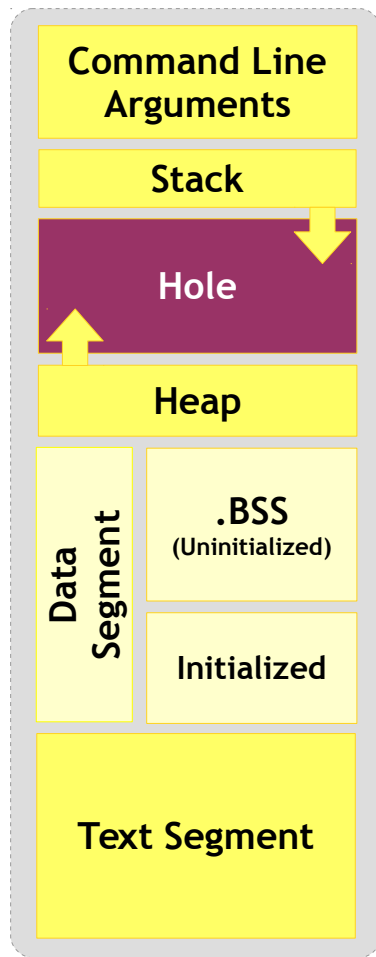 Command Line
Arguments
Stack
Hole
Heap
Data
Segment
.BSS
(Uninitialized)
Initialized
Text Segment